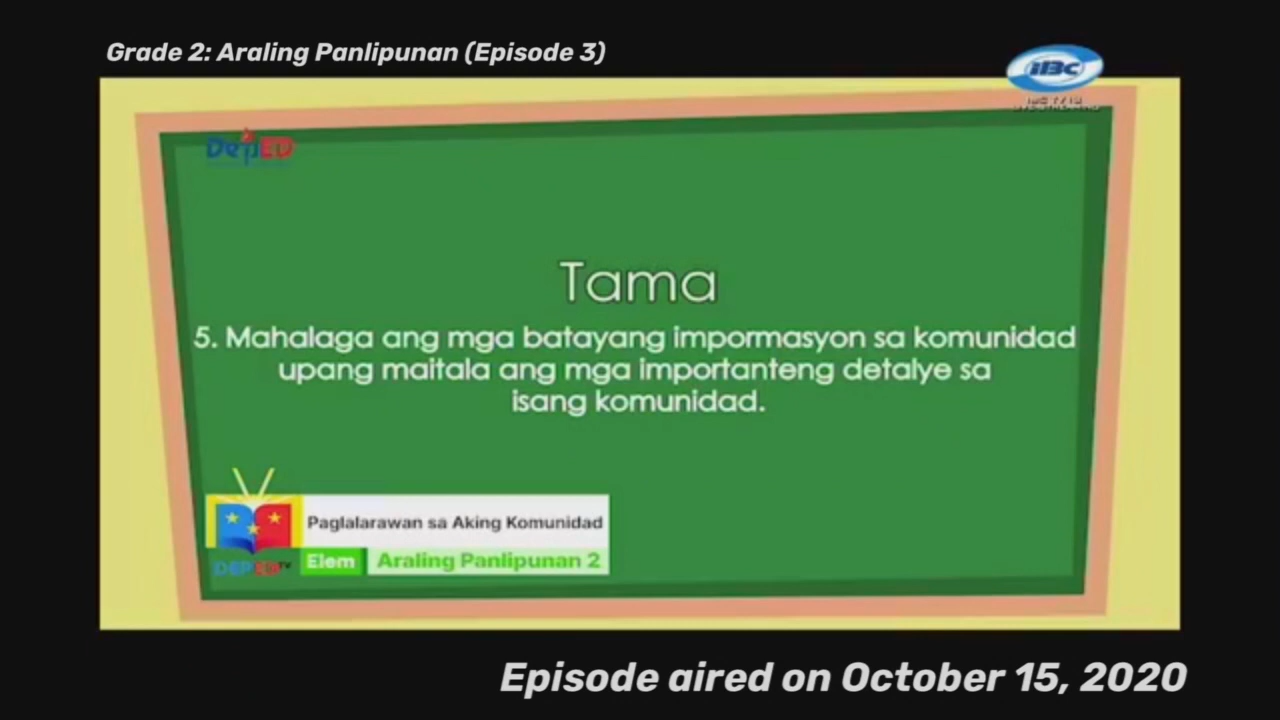 Grade 2: Araling Panlipunan (Episode 3)
iBC
DepED
Tama
5. Mahalaga ang mga batayang impormasyon sa komunidad
upang maitala ang mga importanteng detalye sa
isang komunidad.
Paglalarawan sa Aking Komunidad
DEPED TV
Elem
Araling Panlipunan 2
Episode aired on October 15, 2020